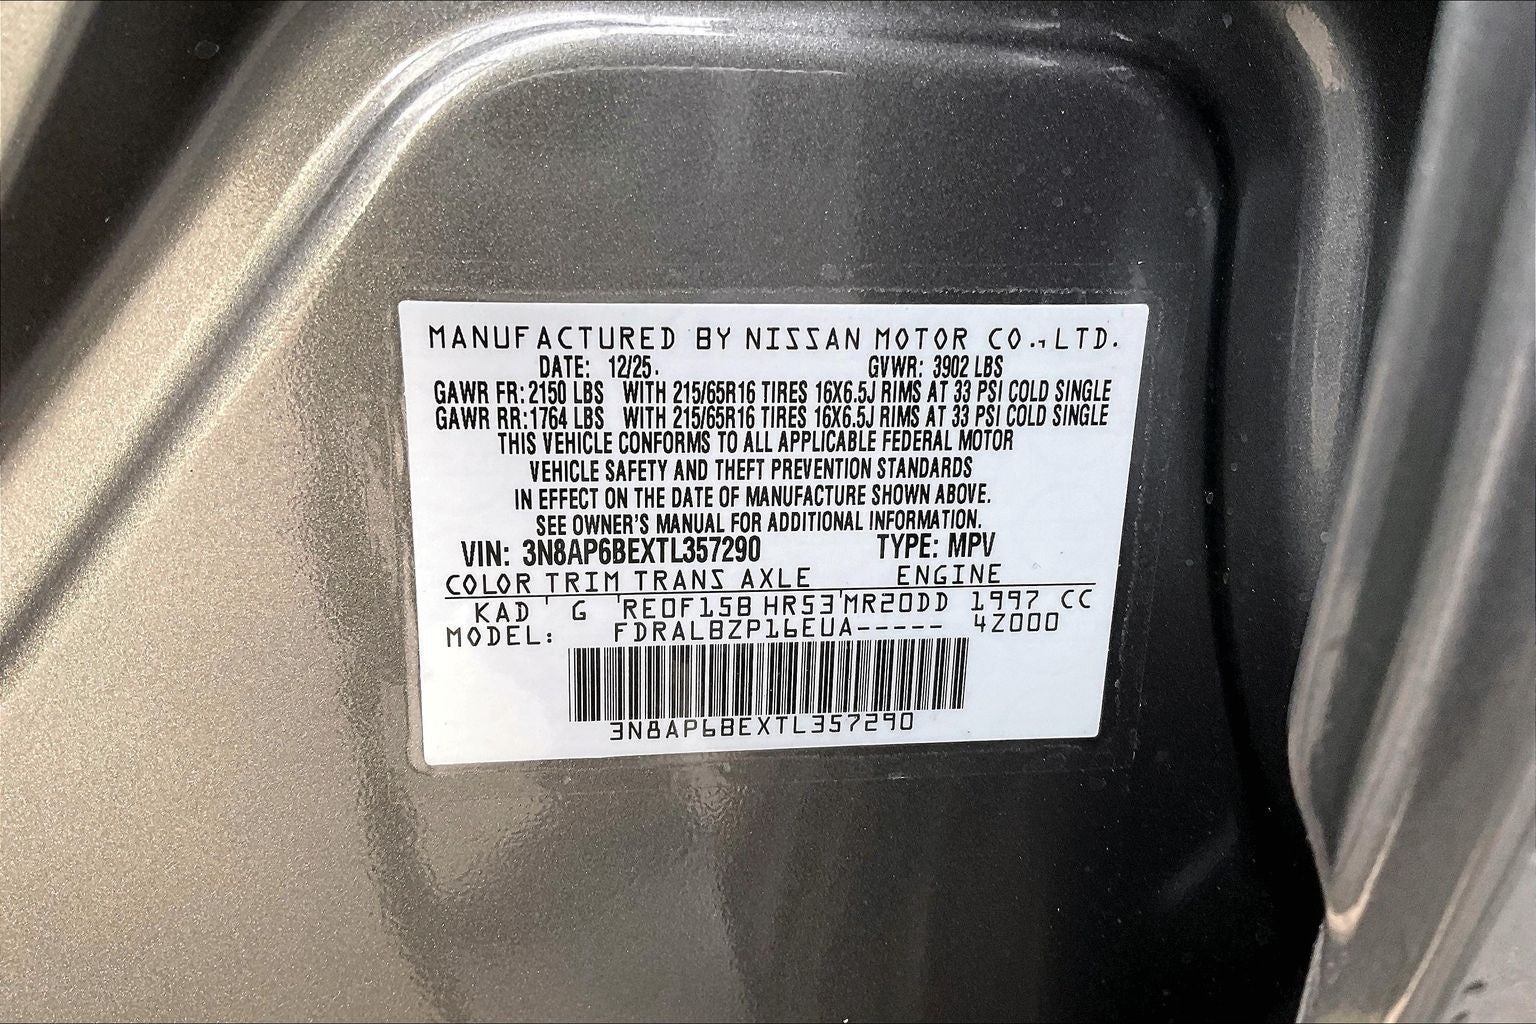 MANUFACTURED BY NISSAN MOTOR CO.,LTD.
DATE: 12/25. GVWR: 3902 LBS
GAWR FR: 2150 LBS WITH 215/65R16 TIRES 16X6.5J RIMS AT 33 PSI COLD SINGLE
GAWR RR: 1764 LBS WITH 215/65R16 TIRES 16X6.5J RIMS AT 33 PSI COLD SINGLE
THIS VEHICLE CONFORMS TO ALL APPLICABLE FEDERAL MOTOR
VEHICLE SAFETY AND THEFT PREVENTION STANDARDS
IN EFFECT ON THE DATE OF MANUFACTURE SHOWN ABOVE.
SEE OWNER'S MANUAL FOR ADDITIONAL INFORMATION.
VIN: 3N8AP6BEXTL357290 TYPE: MPV
COLOR TRIM TRANS AXLE ENGINE
KAD G RE0F15B HR53 MR20DD 1997 CC
MODEL: FDRALBZP16EUA----- 4Z000
3N8AP6BEXTL357290